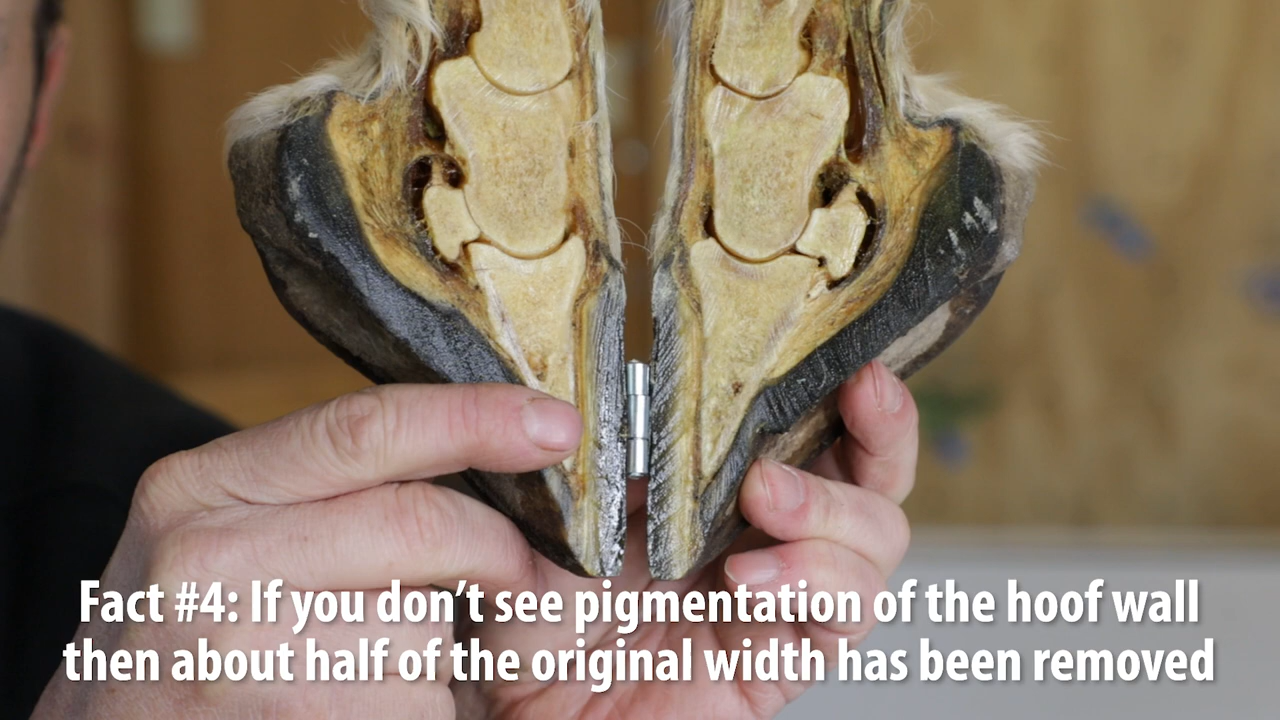 Fact #4: If you don’t see pigmentation of the hoof wall
then about half of the original width has been removed